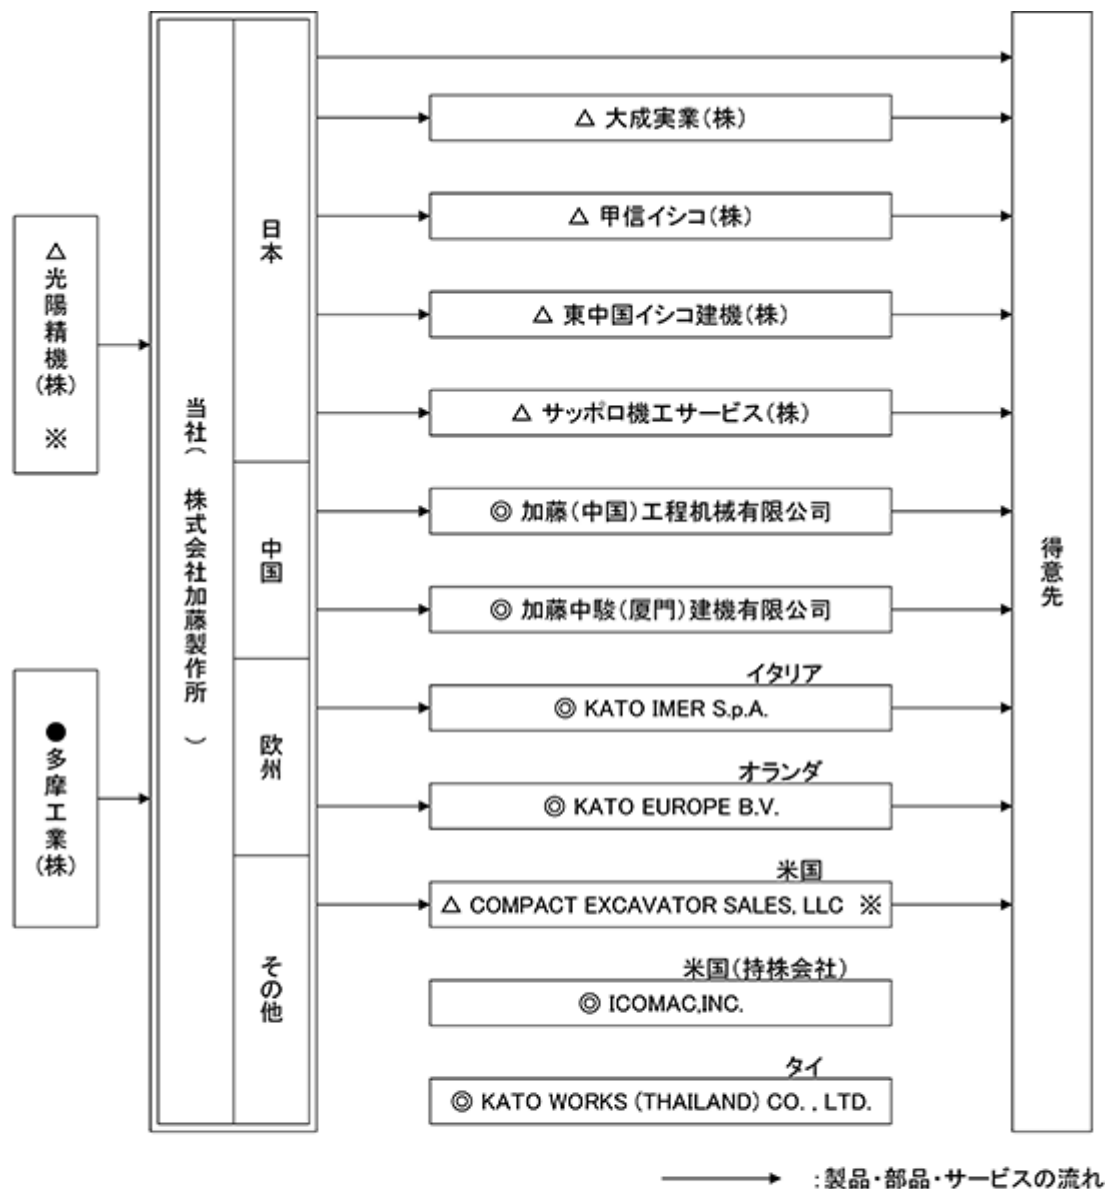 △光陽精機(株) ※
●多摩工業(株)
当社( 株式会社加藤製作所 )
日本
中国
欧州
その他
△ 大成実業(株)
△ 甲信イシコ(株)
△ 東中国イシコ建機(株)
△ サッポロ機工サービス(株)
◎ 加藤(中国)工程机械有限公司
◎ 加藤中駿(厦門)建機有限公司
イタリア
◎ KATO IMER S.p.A.
オランダ
◎ KATO EUROPE B.V.
米国
△ COMPACT EXCAVATOR SALES, LLC ※
米国(持株会社)
◎ ICOMAC,INC.
タイ
◎ KATO WORKS (THAILAND) CO. , LTD.
得意先
:製品・部品・サービスの流れ